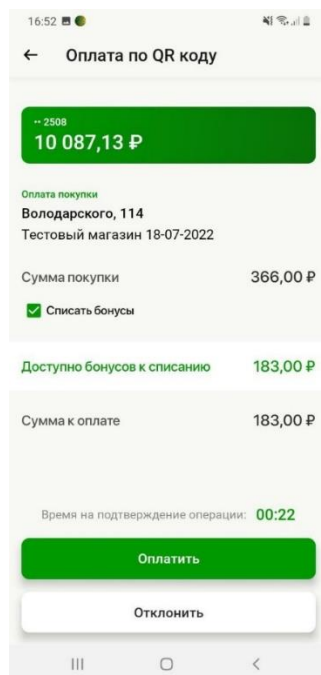 16:52
Оплата по QR коду
·· 2508
10 087,13 ₽
Оплата покупки
Володарского, 114
Тестовый магазин 18-07-2022
Сумма покупки 366,00 ₽
Списать бонусы
Доступно бонусов к списанию 183,00 ₽
Сумма к оплате 183,00 ₽
Время на подтверждение операции: 00:22
Оплатить
Отклонить